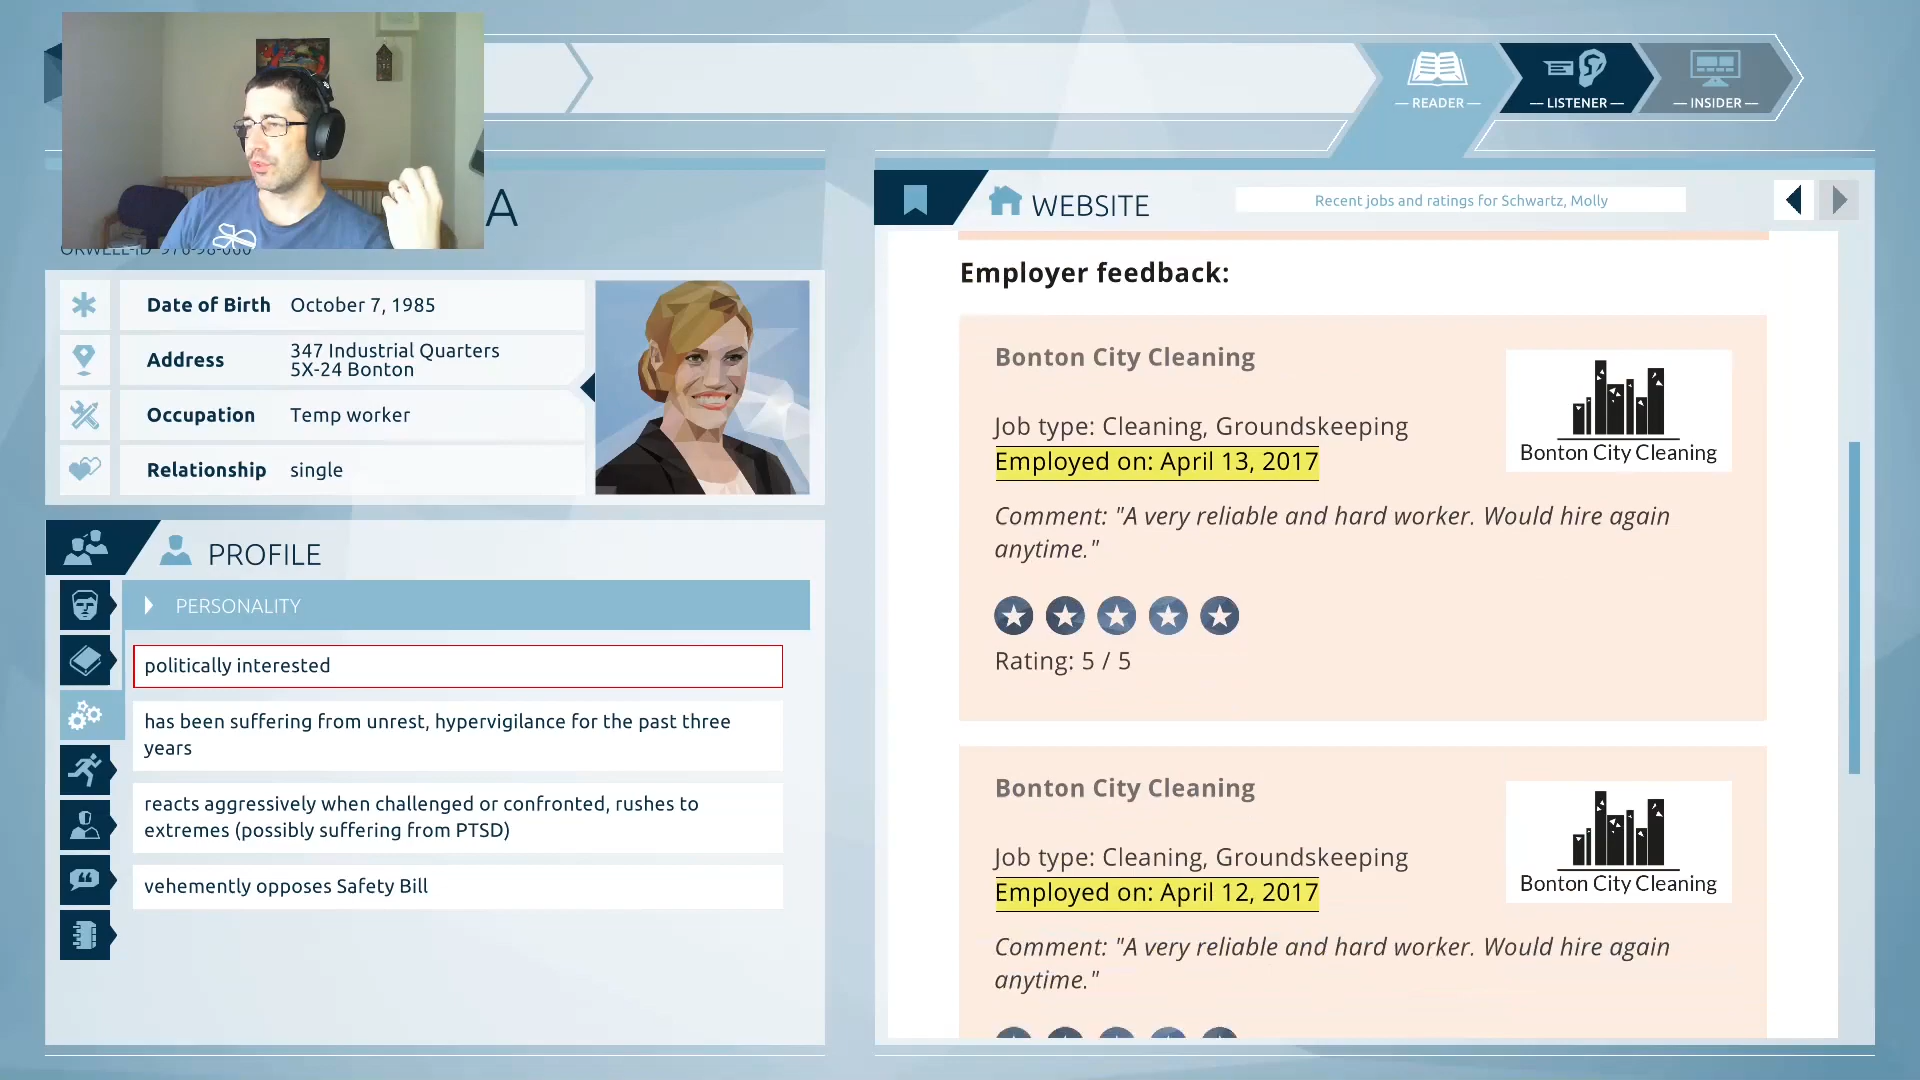 — READER —
— LISTENER —
— INSIDER —
A
ORWELL-ID 976-98-060
Date of Birth October 7, 1985
Address 347 Industrial Quarters
5X-24 Bonton
Occupation Temp worker
Relationship single
PROFILE
PERSONALITY
politically interested
has been suffering from unrest, hypervigilance for the past three
years
reacts aggressively when challenged or confronted, rushes to
extremes (possibly suffering from PTSD)
vehemently opposes Safety Bill
WEBSITE
Recent jobs and ratings for Schwartz, Molly
Employer feedback:
Bonton City Cleaning
Job type: Cleaning, Groundskeeping
Employed on: April 13, 2017
Bonton City Cleaning
Comment: "A very reliable and hard worker. Would hire again
anytime."
Rating: 5 / 5
Bonton City Cleaning
Job type: Cleaning, Groundskeeping
Employed on: April 12, 2017
Bonton City Cleaning
Comment: "A very reliable and hard worker. Would hire again
anytime."